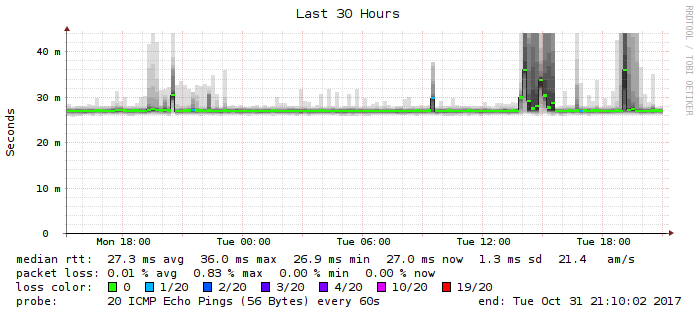 Last 30 Hours
RRDTOOL / TOBI OETIKER
Seconds
40 m
30 m
20 m
10 m
0
Mon 18:00 Tue 00:00 Tue 06:00 Tue 12:00 Tue 18:00
median rtt: 27.3 ms avg 36.0 ms max 26.9 ms min 27.0 ms now 1.3 ms sd 21.4 am/s
packet loss: 0.01 % avg 0.83 % max 0.00 % min 0.00 % now
loss color: 0 1/20 2/20 3/20 4/20 10/20 19/20
probe: 20 ICMP Echo Pings (56 Bytes) every 60s end: Tue Oct 31 21:10:02 2017